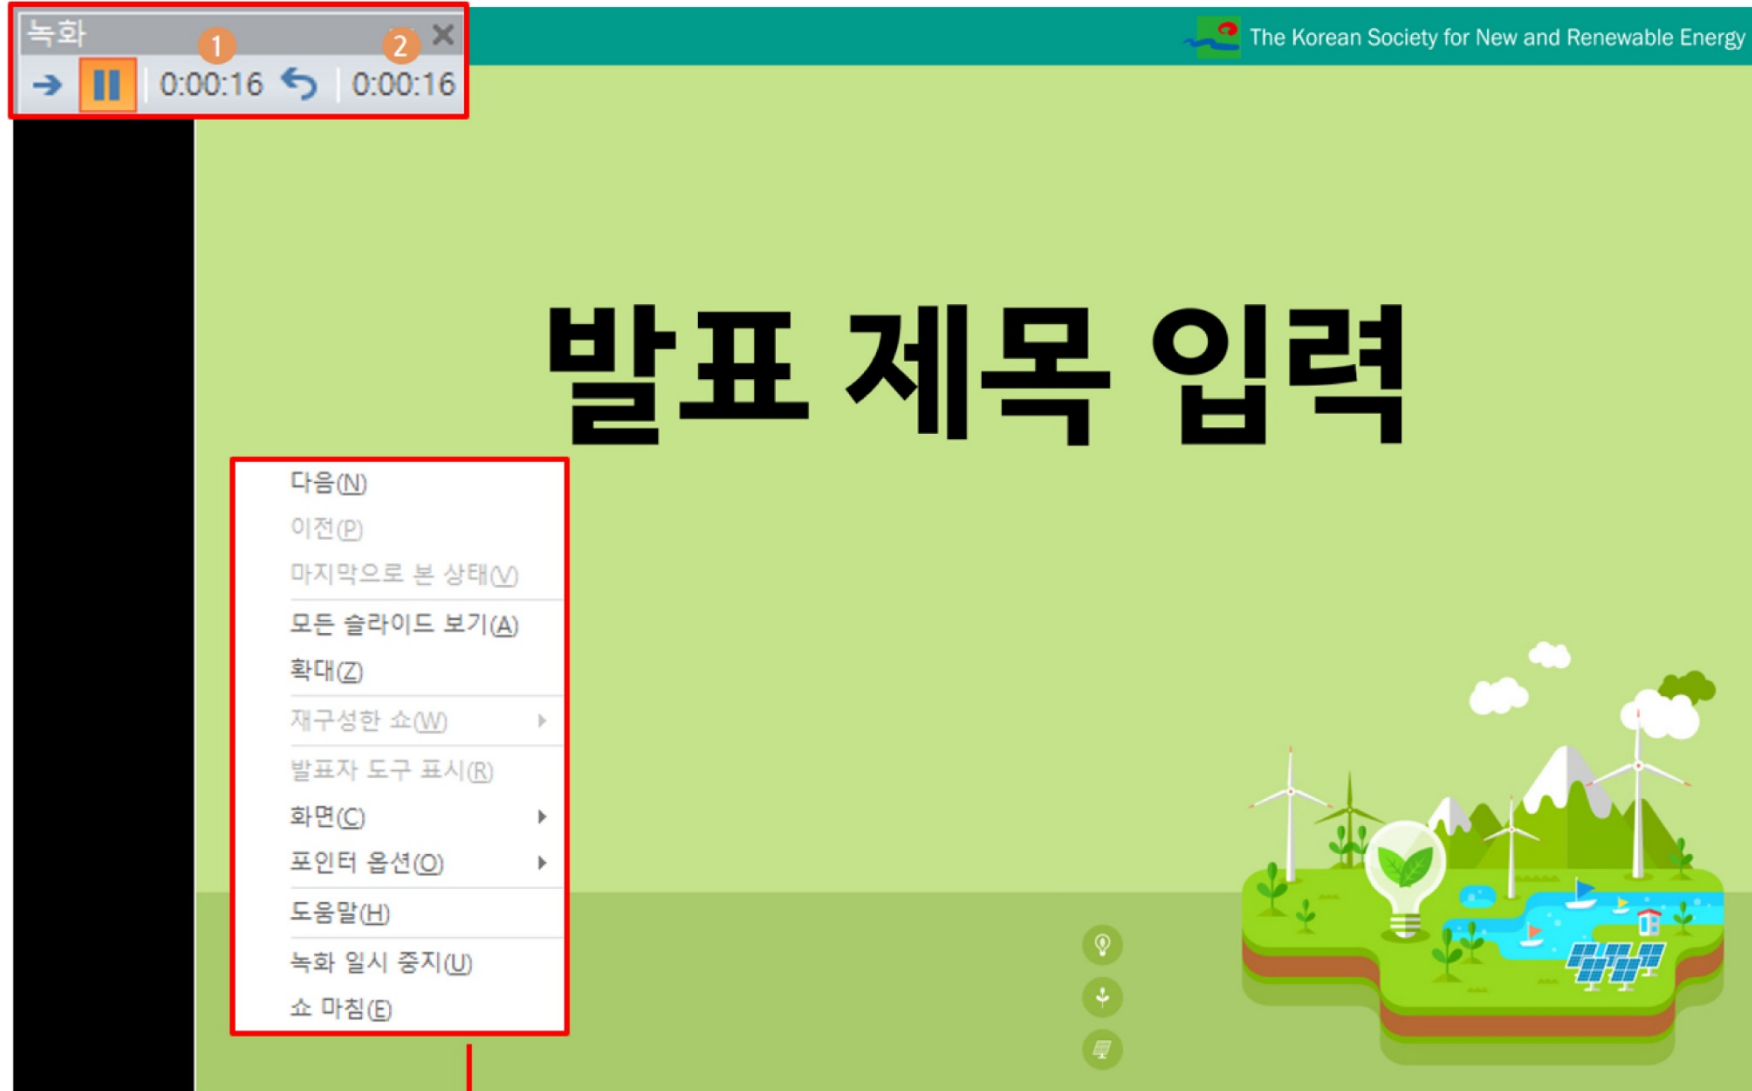 녹화
1
2
0:00:16
0:00:16
The Korean Society for New and Renewable Energy
발표 제목 입력
다음(N)
이전(P)
마지막으로 본 상태(V)
모든 슬라이드 보기(A)
확대(Z)
재구성한 쇼(W)
발표자 도구 표시(R)
화면(C)
포인터 옵션(O)
도움말(H)
녹화 일시 중지(U)
쇼 마침(E)